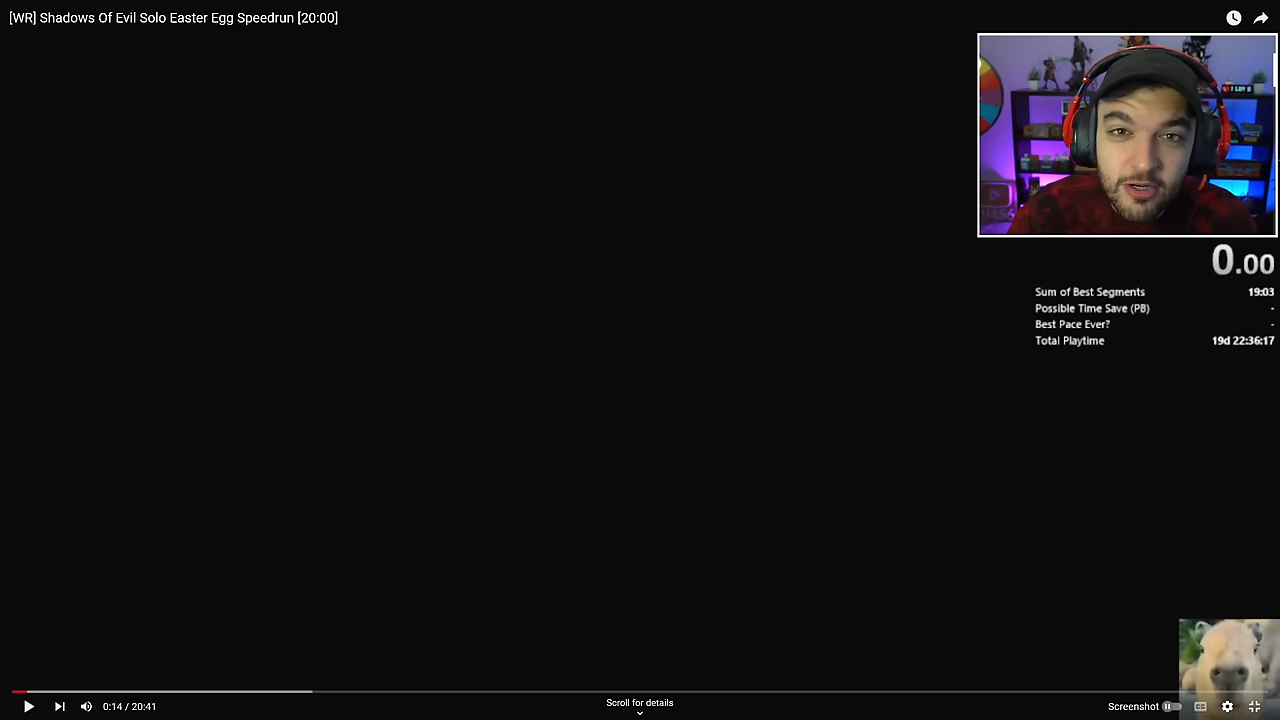 [WR] Shadows Of Evil Solo Easter Egg Speedrun [20:00]
0.00
Sum of Best Segments 19:03
Possible Time Save (PB) -
Best Pace Ever? -
Total Playtime 19d 22:36:17
Scroll for details
0:14 / 20:41
Screenshot
CC